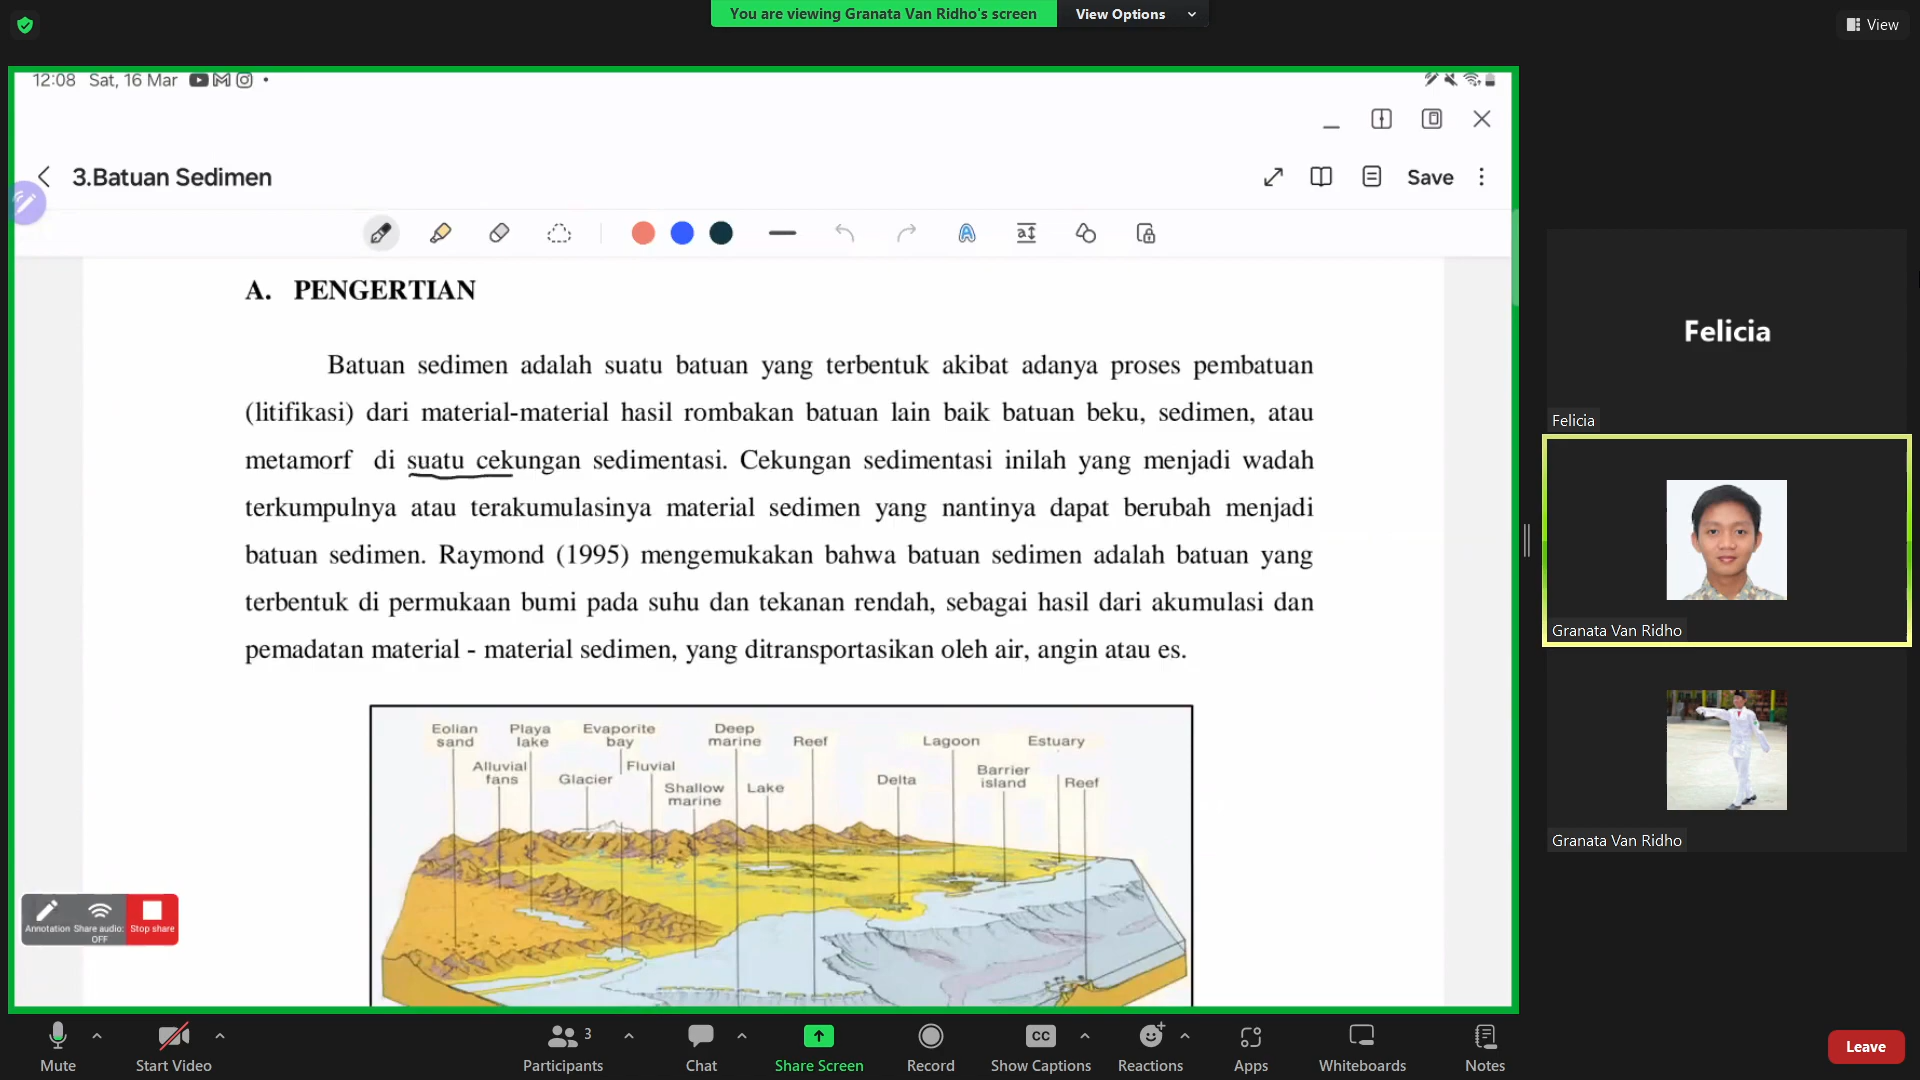 You are viewing Granata Van Ridho's screen
View Options
View
12:08 Sat, 16 Mar
3.Batuan Sedimen
Save
A. PENGERTIAN
Batuan sedimen adalah suatu batuan yang terbentuk akibat adanya proses pembatuan
(litifikasi) dari material-material hasil rombakan batuan lain baik batuan beku, sedimen, atau
metamorf di suatu cekungan sedimentasi. Cekungan sedimentasi inilah yang menjadi wadah
terkumpulnya atau terakumulasinya material sedimen yang nantinya dapat berubah menjadi
batuan sedimen. Raymond (1995) mengemukakan bahwa batuan sedimen adalah batuan yang
terbentuk di permukaan bumi pada suhu dan tekanan rendah, sebagai hasil dari akumulasi dan
pemadatan material - material sedimen, yang ditransportasikan oleh air, angin atau es.
Eolian
sand
Playa
lake
Evaporite
bay
Deep
marine
Reef
Lagoon
Estuary
Alluvial
fans
Glacier
Fluvial
Shallow
marine
Lake
Delta
Barrier
island
Reef
Annotation
Share audio:
OFF
Stop share
Felicia
Felicia
Granata Van Ridho
Granata Van Ridho
Mute
Start Video
Participants
3
Chat
Share Screen
Record
CC
Show Captions
Reactions
Apps
Whiteboards
Notes
Leave